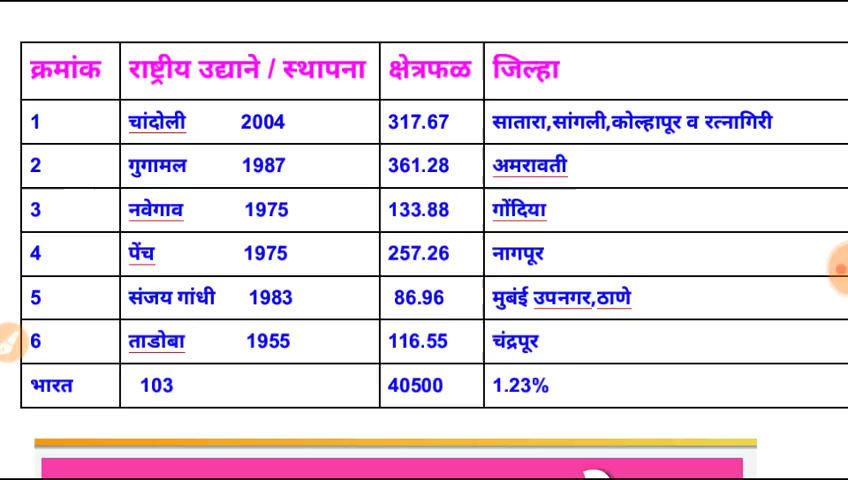 क्रमांक राष्ट्रीय उद्याने / स्थापना क्षेत्रफळ जिल्हा
1 चांदोली 2004 317.67 सातारा,सांगली,कोल्हापूर व रत्नागिरी
2 गुगामल 1987 361.28 अमरावती
3 नवेगाव 1975 133.88 गोंदिया
4 पेंच 1975 257.26 नागपूर
5 संजय गांधी 1983 86.96 मुबंई उपनगर,ठाणे
6 ताडोबा 1955 116.55 चंद्रपूर
भारत 103 40500 1.23%